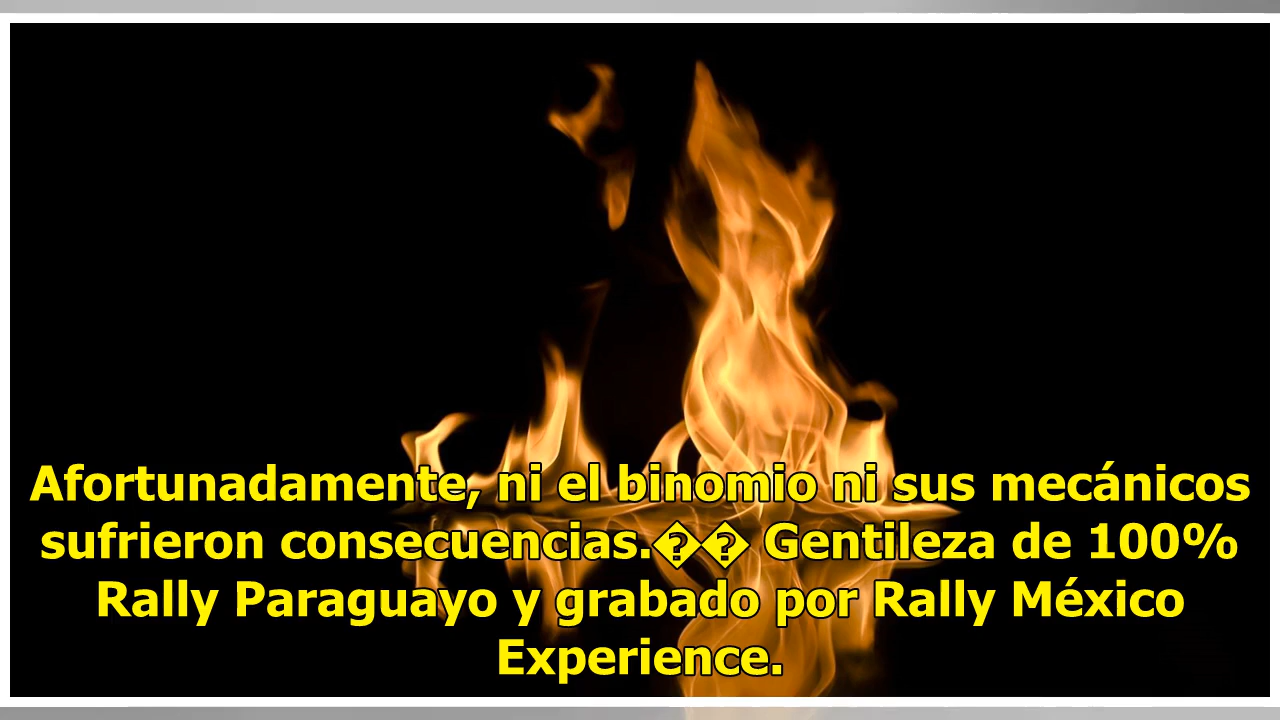 Afortunadamente, ni el binomio ni sus mecánicos
sufrieron consecuencias.�� Gentileza de 100%
Rally Paraguayo y grabado por Rally México
Experience.